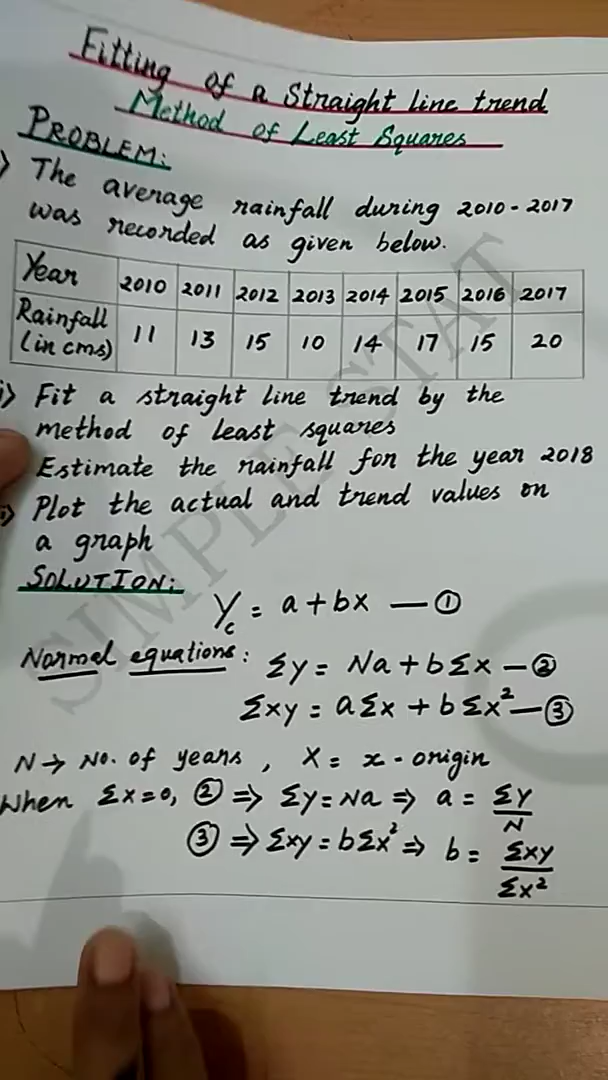 Fitting of a Straight line trend
Method of Least Squares
PROBLEM:
) The average rainfall during 2010-2017
was recorded as given below.
Year 2010 2011 2012 2013 2014 2015 2016 2017
Rainfall (in cms) 11 13 15 10 14 17 15 20
i) Fit a straight line trend by the
method of least squares
Estimate the rainfall for the year 2018
i) Plot the actual and trend values on
a graph
SOLUTION:
Yc = a+bx — ①
Normal equations: Σy = Na + bΣx — ②
Σxy = aΣx + bΣx² — ③
N → No. of years, X = x - origin
When Σx=0, ② ⇒ Σy = Na ⇒ a = ΣY/N
③ ⇒ Σxy = bΣx² ⇒ b = Σxy/Σx²
SIMPLE STAT